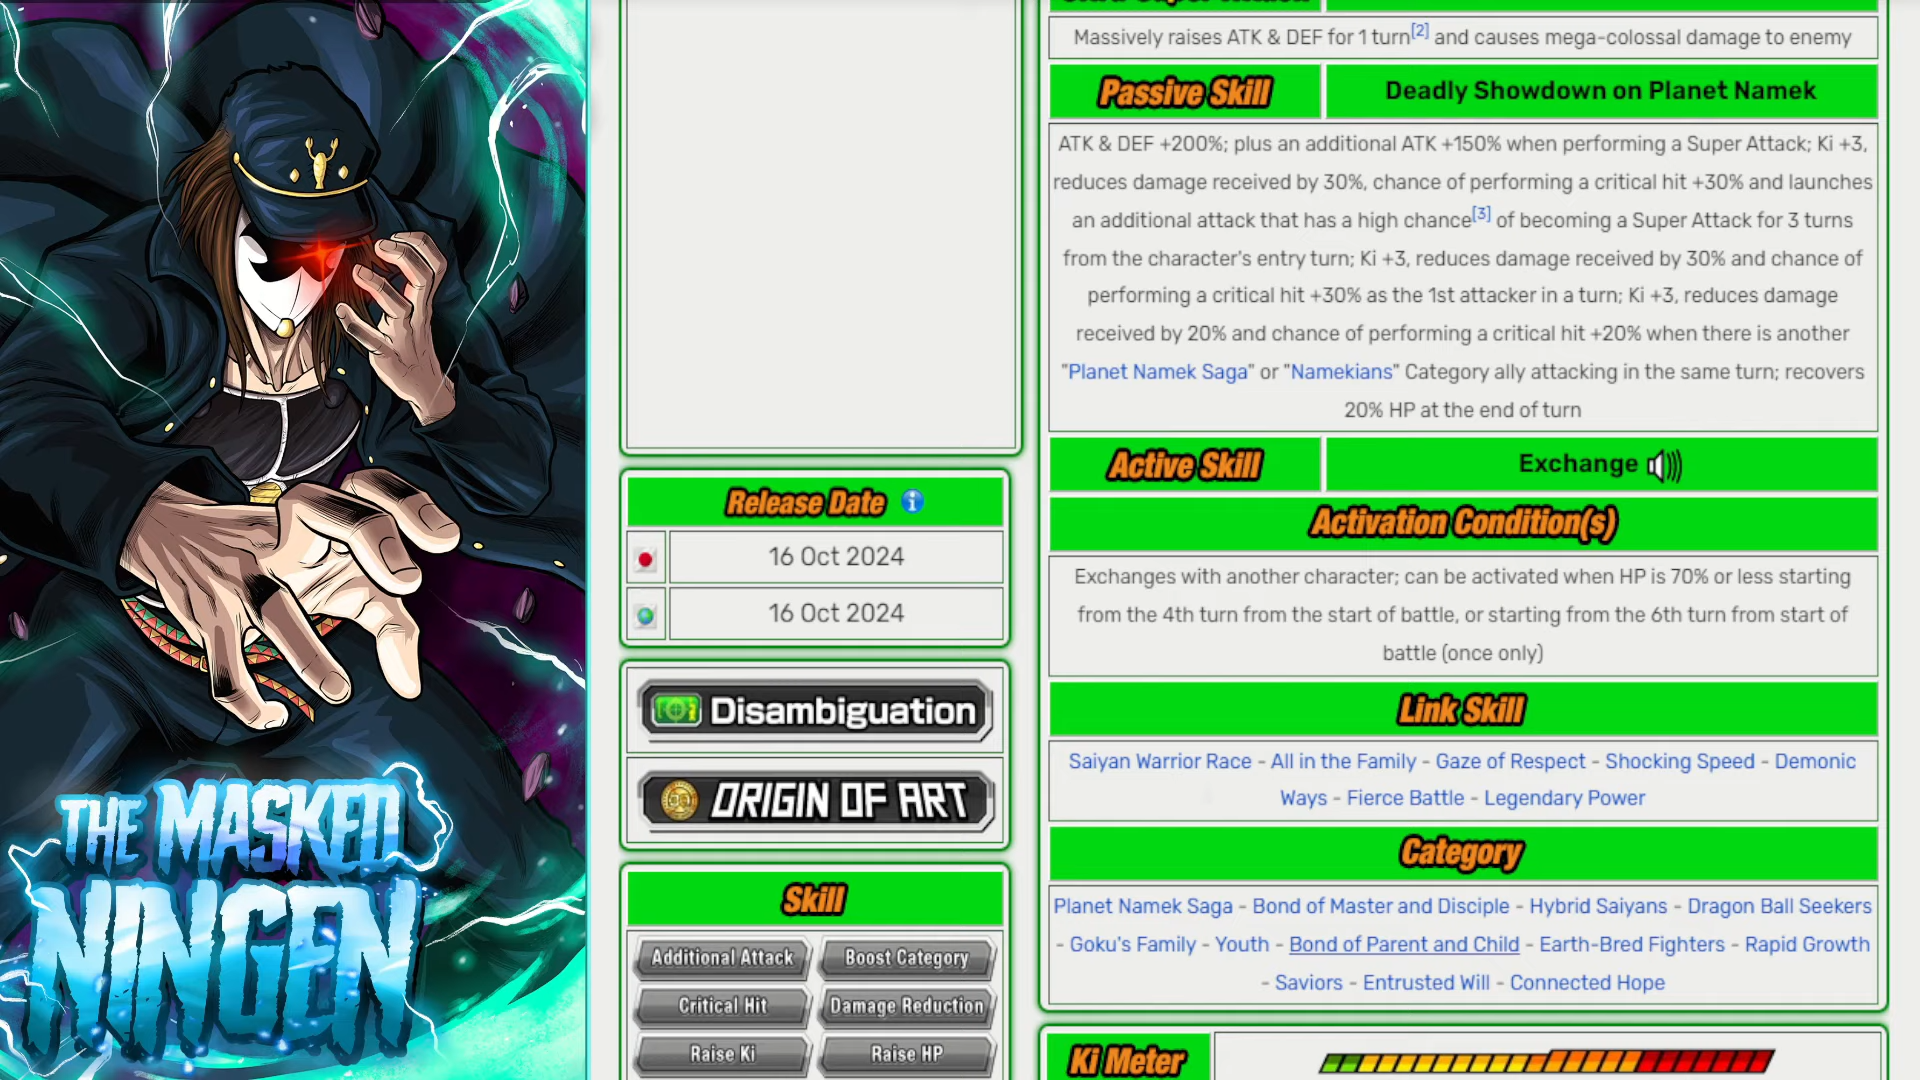 THE MASKED
NINGEN
Release Date
16 Oct 2024
16 Oct 2024
Disambiguation
ORIGIN OF ART
Skill
Additional Attack
Boost Category
Critical Hit
Damage Reduction
Raise Ki
Raise HP
Massively raises ATK & DEF for 1 turn[2] and causes mega-colossal damage to enemy
Passive Skill
Deadly Showdown on Planet Namek
ATK & DEF +200%; plus an additional ATK +150% when performing a Super Attack; Ki +3,
reduces damage received by 30%, chance of performing a critical hit +30% and launches
an additional attack that has a high chance[3] of becoming a Super Attack for 3 turns
from the character's entry turn; Ki +3, reduces damage received by 30% and chance of
performing a critical hit +30% as the 1st attacker in a turn; Ki +3, reduces damage
received by 20% and chance of performing a critical hit +20% when there is another
"Planet Namek Saga" or "Namekians" Category ally attacking in the same turn; recovers
20% HP at the end of turn
Active Skill
Exchange
Activation Condition(s)
Exchanges with another character; can be activated when HP is 70% or less starting
from the 4th turn from the start of battle, or starting from the 6th turn from start of
battle (once only)
Link Skill
Saiyan Warrior Race - All in the Family - Gaze of Respect - Shocking Speed - Demonic
Ways - Fierce Battle - Legendary Power
Category
Planet Namek Saga - Bond of Master and Disciple - Hybrid Saiyans - Dragon Ball Seekers
- Goku's Family - Youth - Bond of Parent and Child - Earth-Bred Fighters - Rapid Growth
- Saviors - Entrusted Will - Connected Hope
Ki Meter